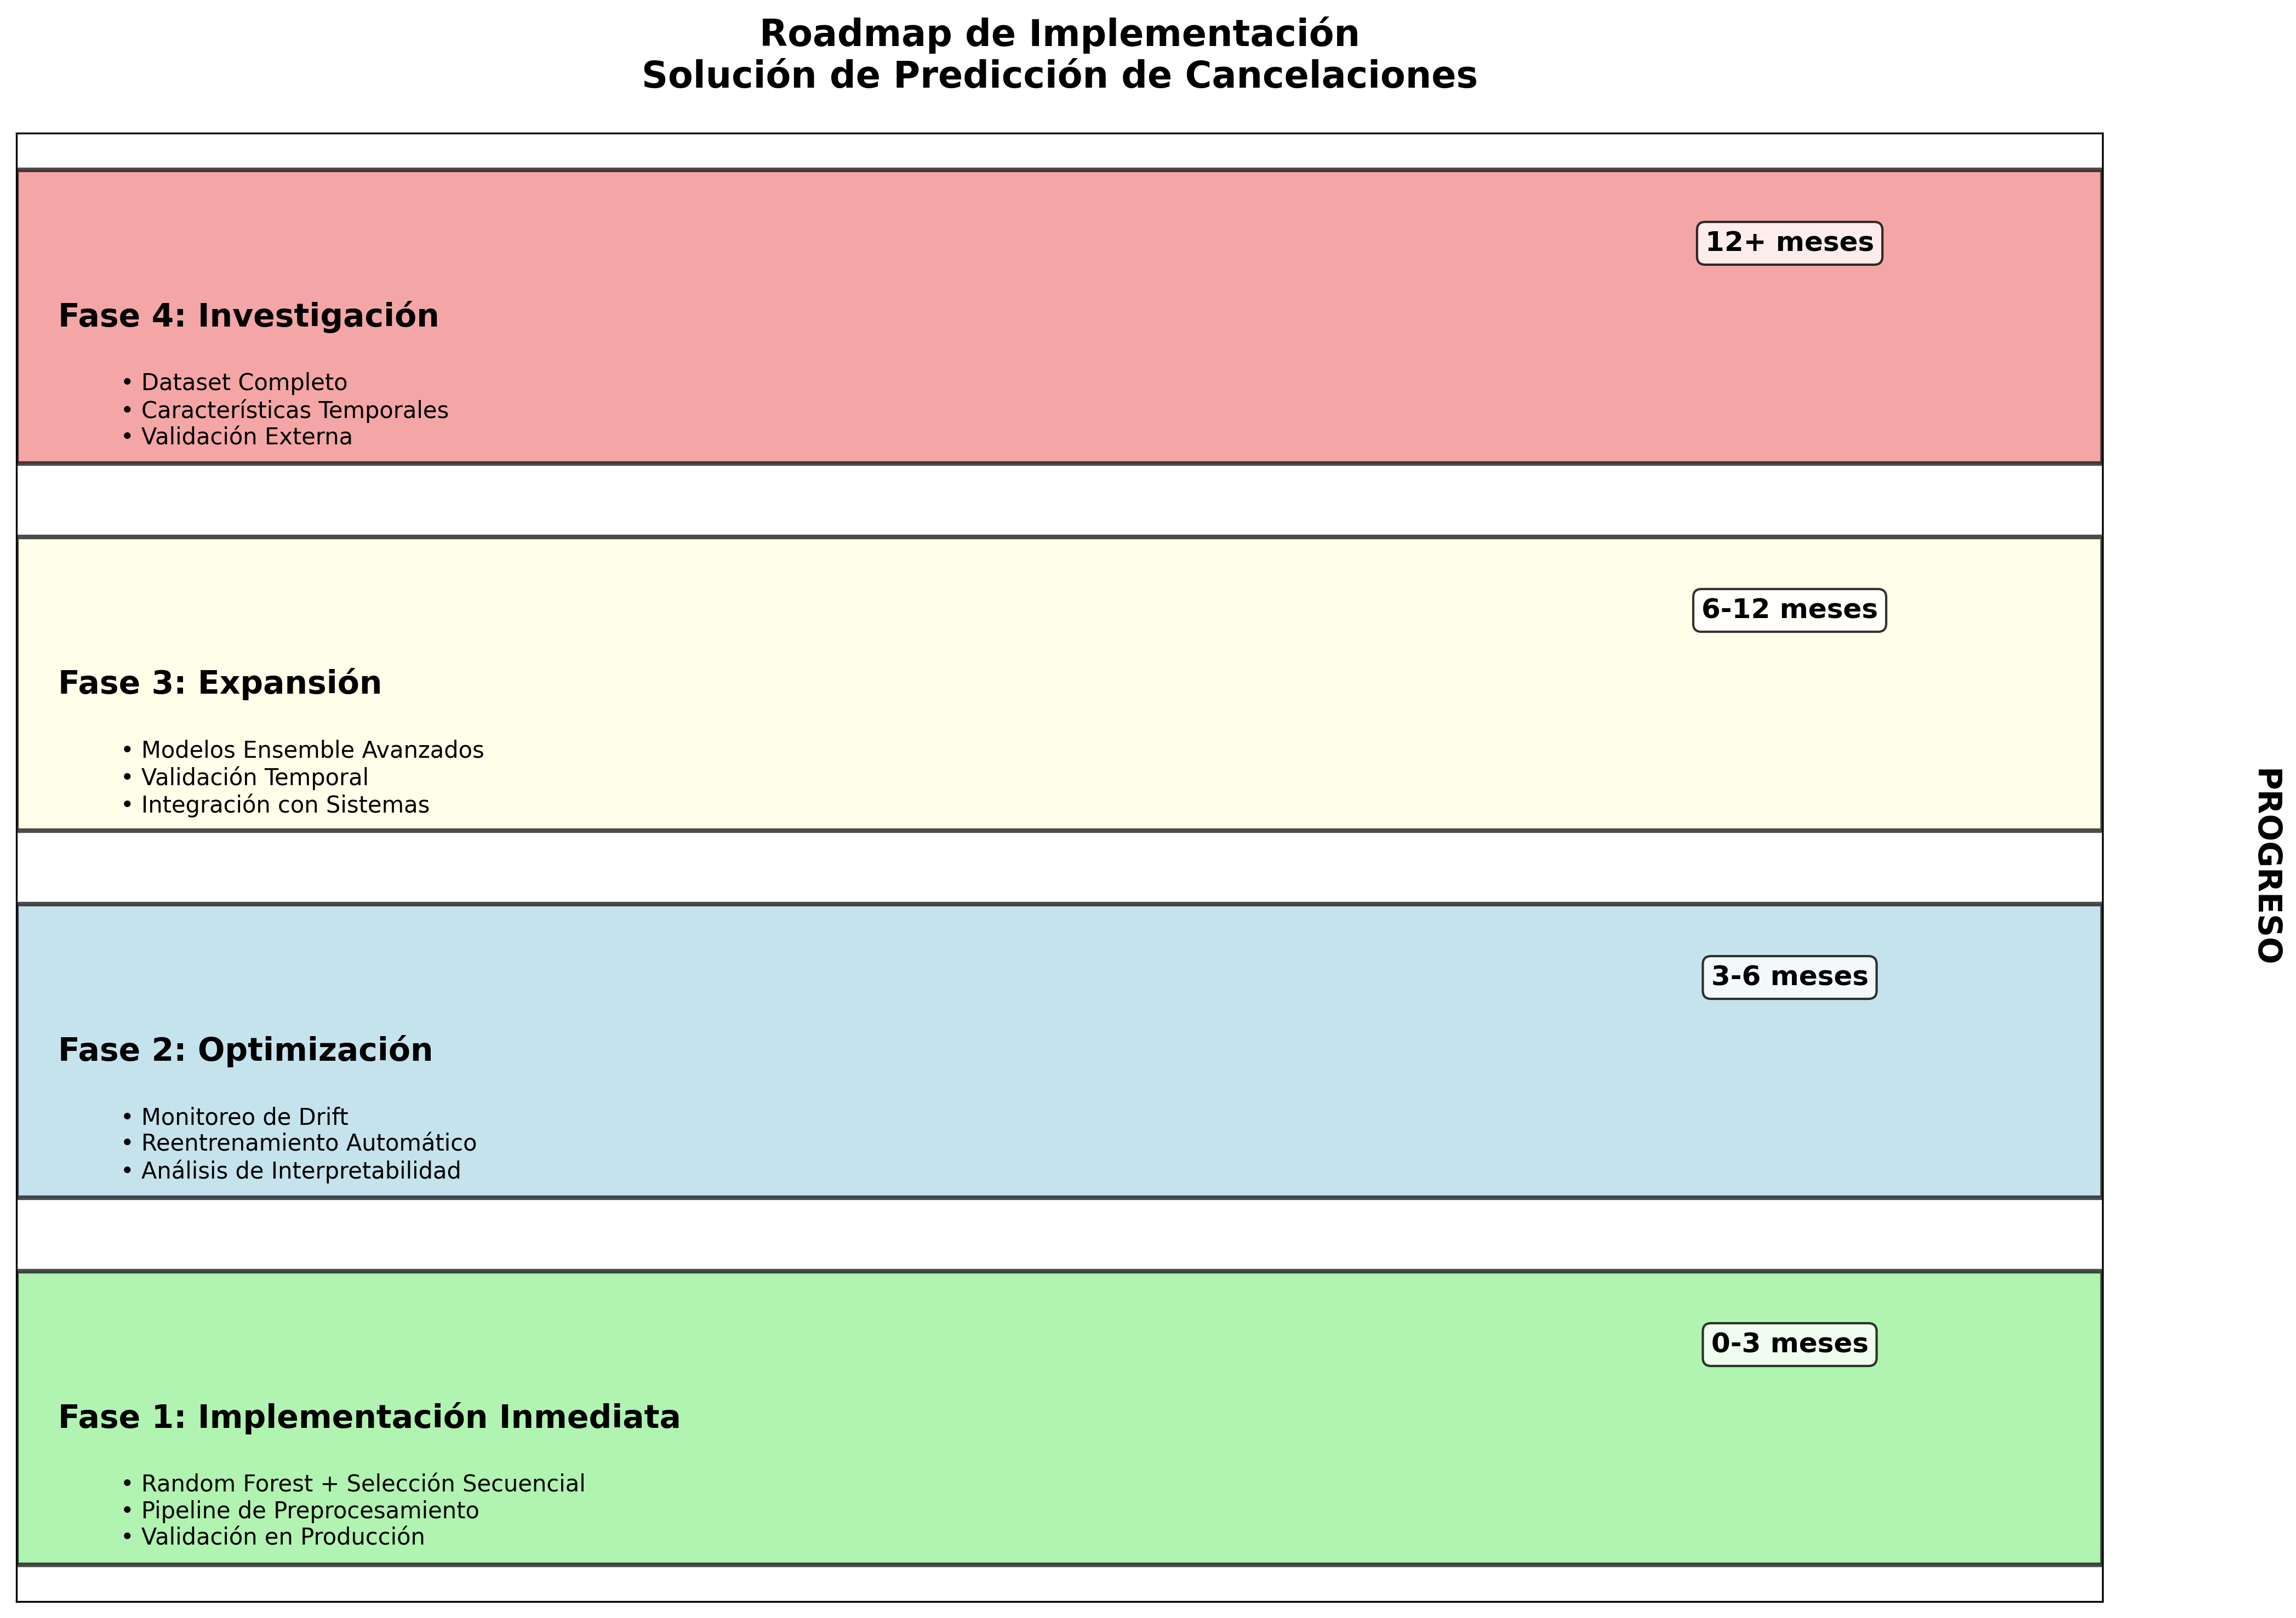 Roadmap de Implementación
Solución de Predicción de Cancelaciones
12+ meses
Fase 4: Investigación
• Dataset Completo
• Características Temporales
• Validación Externa
6-12 meses
Fase 3: Expansión
• Modelos Ensemble Avanzados
• Validación Temporal
• Integración con Sistemas
PROGRESO
3-6 meses
Fase 2: Optimización
• Monitoreo de Drift
• Reentrenamiento Automático
• Análisis de Interpretabilidad
0-3 meses
Fase 1: Implementación Inmediata
• Random Forest + Selección Secuencial
• Pipeline de Preprocesamiento
• Validación en Producción